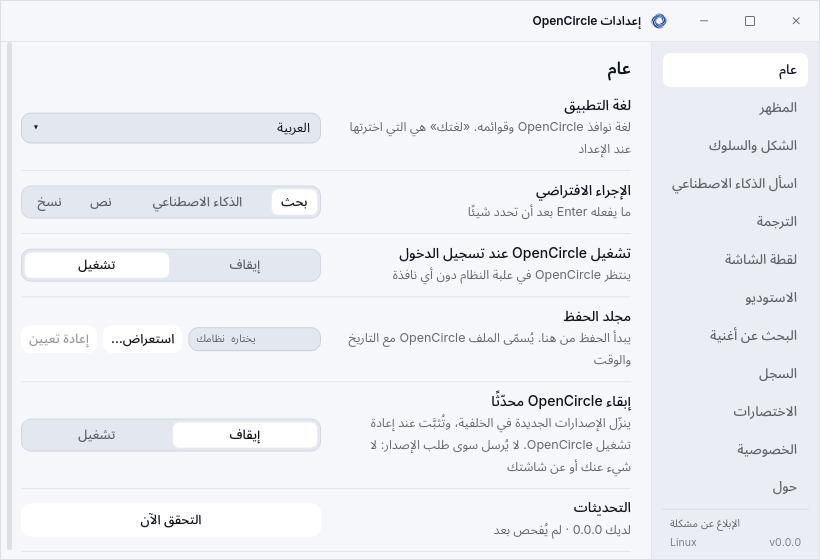 إعدادات OpenCircle
عام
المظهر
الشكل والسلوك
اسأل الذكاء الاصطناعي
الترجمة
لقطة الشاشة
الاستوديو
البحث عن أغنية
السجل
الاختصارات
الخصوصية
حول
الإبلاغ عن مشكلة
v0.0.0 Linux
عام
لغة التطبيق
لغة نوافذ OpenCircle وقوائمه. «لغتك» هي التي اخترتها
عند الإعداد
العربية
الإجراء الافتراضي
ما يفعله Enter بعد أن تحدد شيئًا
بحث الذكاء الاصطناعي نص نسخ
تشغيل OpenCircle عند تسجيل الدخول
ينتظر OpenCircle في علبة النظام دون أي نافذة
إيقاف تشغيل
مجلد الحفظ
يبدأ الحفظ من هنا. يُسمّى الملف OpenCircle مع التاريخ
والوقت
يختاره نظامك استعراض... إعادة تعيين
إبقاء OpenCircle محدّثًا
ينزّل الإصدارات الجديدة في الخلفية، وتُثبَّت عند إعادة
تشغيل OpenCircle. لا يُرسل سوى طلب الإصدار: لا
شيء عنك أو عن شاشتك
إيقاف تشغيل
التحديثات
لديك 0.0.0 · لم يُفحص بعد
التحقق الآن